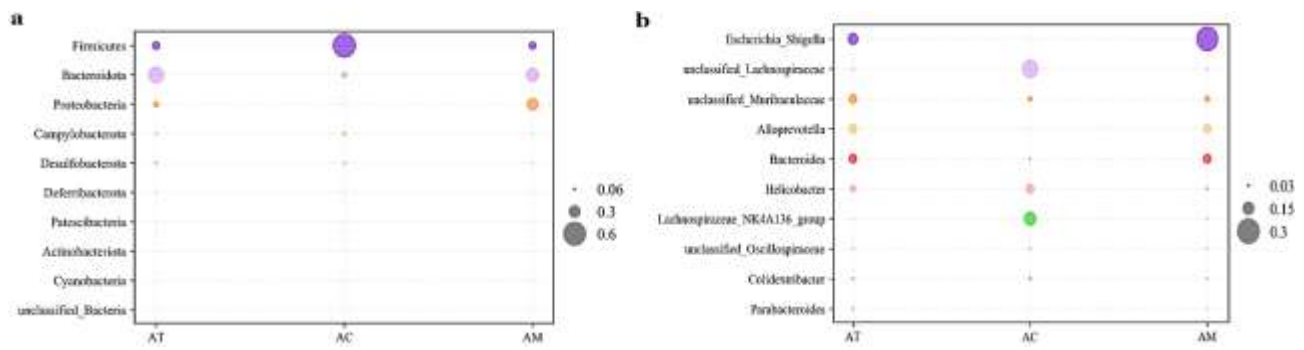 a
Firmicutes
Bacteroidota
Proteobacteria
Campylobacterota
Desulfobacterota
Deferribacterota
Patescibacteria
Actinobacteriota
Cyanobacteria
unclassified_Bacteria
AT AC AM
0.06
0.3
0.6
b
Escherichia_Shigella
unclassified_Lachnospiraceae
unclassified_Muribaculaceae
Alloprevotella
Bacteroides
Helicobacter
Lachnospiraceae_NK4A136_group
unclassified_Oscillospiraceae
Colidextribacter
Parabacteroides
AT AC AM
0.03
0.15
0.3